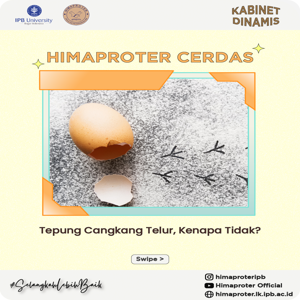 IPB University
KABINET
DINAMIS
HIMAPROTER CERDAS
Tepung Cangkang Telur, Kenapa Tidak?
Swipe >
#SelangkahLebihBaik
himaproteripb
Himaproter Official
himaproter.lk.ipb.ac.id